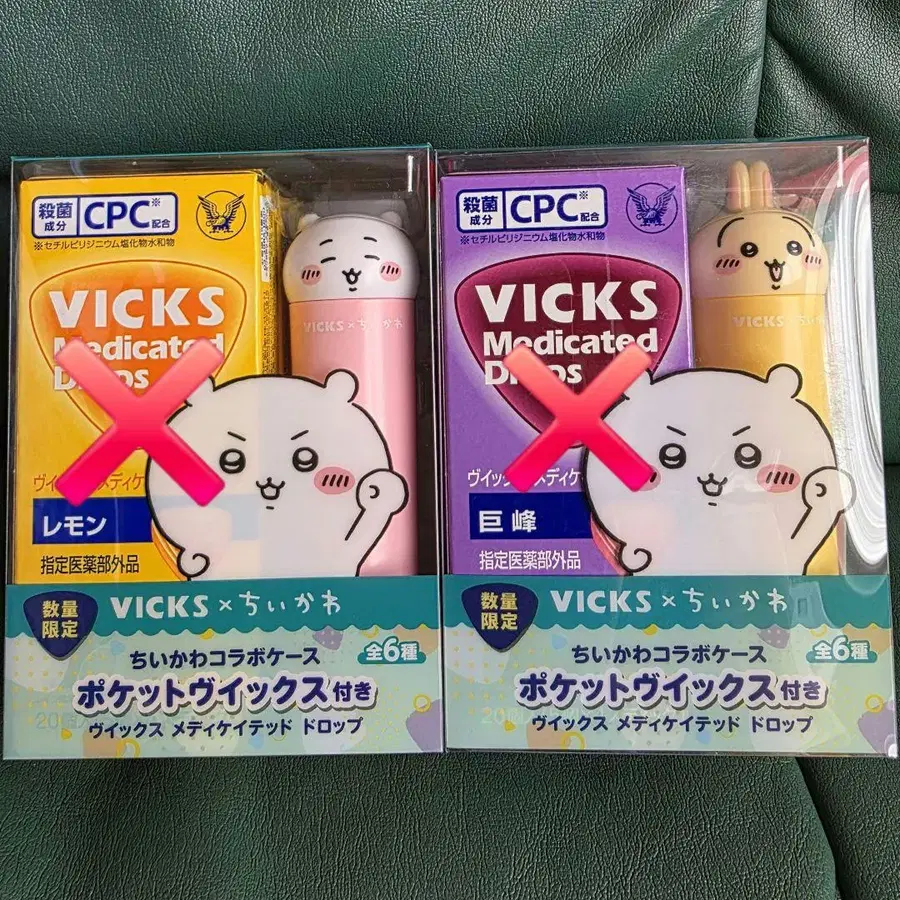 殺菌
成分
CPC※
配合
※セチルピリジニウム塩化物水和物
VICKS
Medicated
Drops
レモン
指定医薬部外品
VICKS×ちいかわ
数量
限定
VICKS×ちいかわ
ちいかわコラボケース
全6種
ポケットヴイックス付き
ヴイックス メディケイテッド ドロップ
殺菌
成分
CPC※
配合
※セチルピリジニウム塩化物水和物
VICKS
Medicated
Drops
巨峰
指定医薬部外品
VICKS
数量
限定
VICKS×ちいかわ
ちいかわコラボケース
全6種
ポケットヴイックス付き
ヴイックス メディケイテッド ドロップ